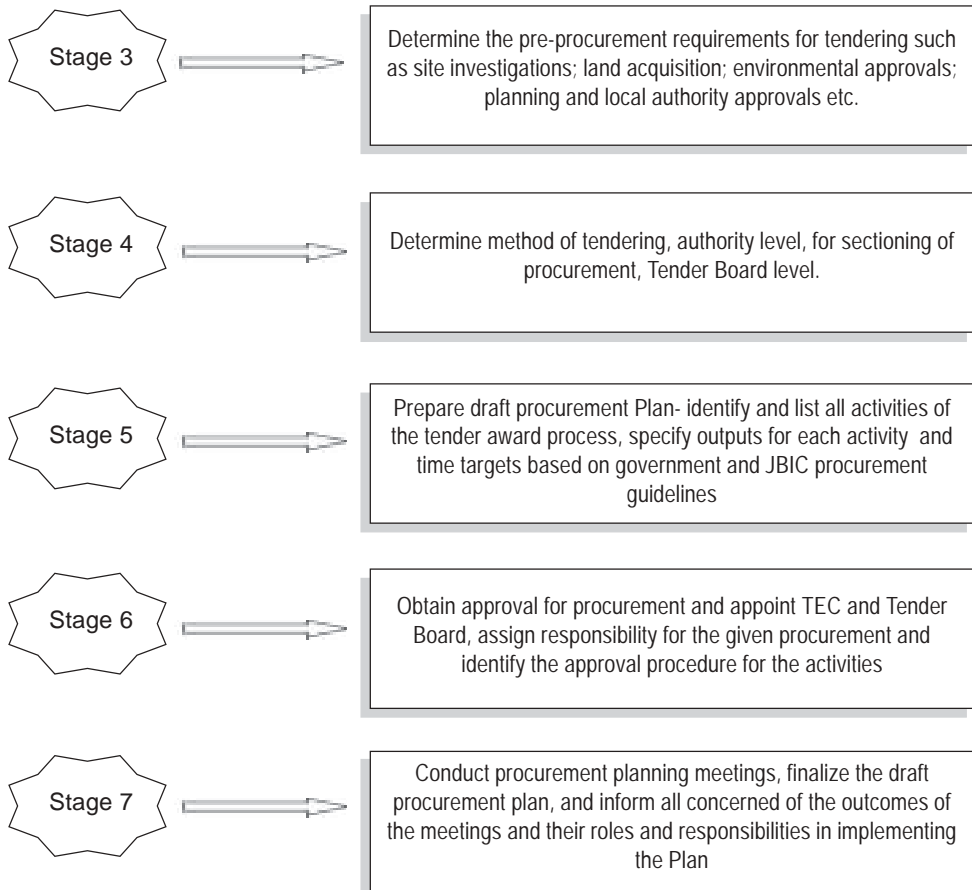 Stage 3
Determine the pre-procurement requirements for tendering such
as site investigations; land acquisition; environmental approvals;
planning and local authority approvals etc.
Stage 4
Determine method of tendering, authority level, for sectioning of
procurement, Tender Board level.
Stage 5
Prepare draft procurement Plan- identify and list all activities of
the tender award process, specify outputs for each activity and
time targets based on government and JBIC procurement
guidelines
Stage 6
Obtain approval for procurement and appoint TEC and Tender
Board, assign responsibility for the given procurement and
identify the approval procedure for the activities
Stage 7
Conduct procurement planning meetings, finalize the draft
procurement plan, and inform all concerned of the outcomes of
the meetings and their roles and responsibilities in implementing
the Plan